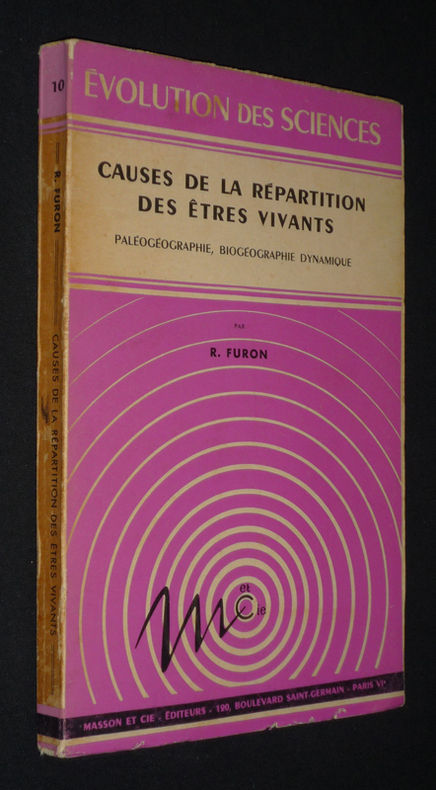 10
R. FURON
CAUSES DE LA RÉPARTITION DES ÊTRES VIVANTS
ÉVOLUTION DES SCIENCES
CAUSES DE LA RÉPARTITION
DES ÊTRES VIVANTS
PALÉOGÉOGRAPHIE, BIOGÉOGRAPHIE DYNAMIQUE
PAR
R. FURON
M et Cie
MASSON ET CIE - ÉDITEURS - 120, BOULEVARD SAINT-GERMAIN - PARIS VIe